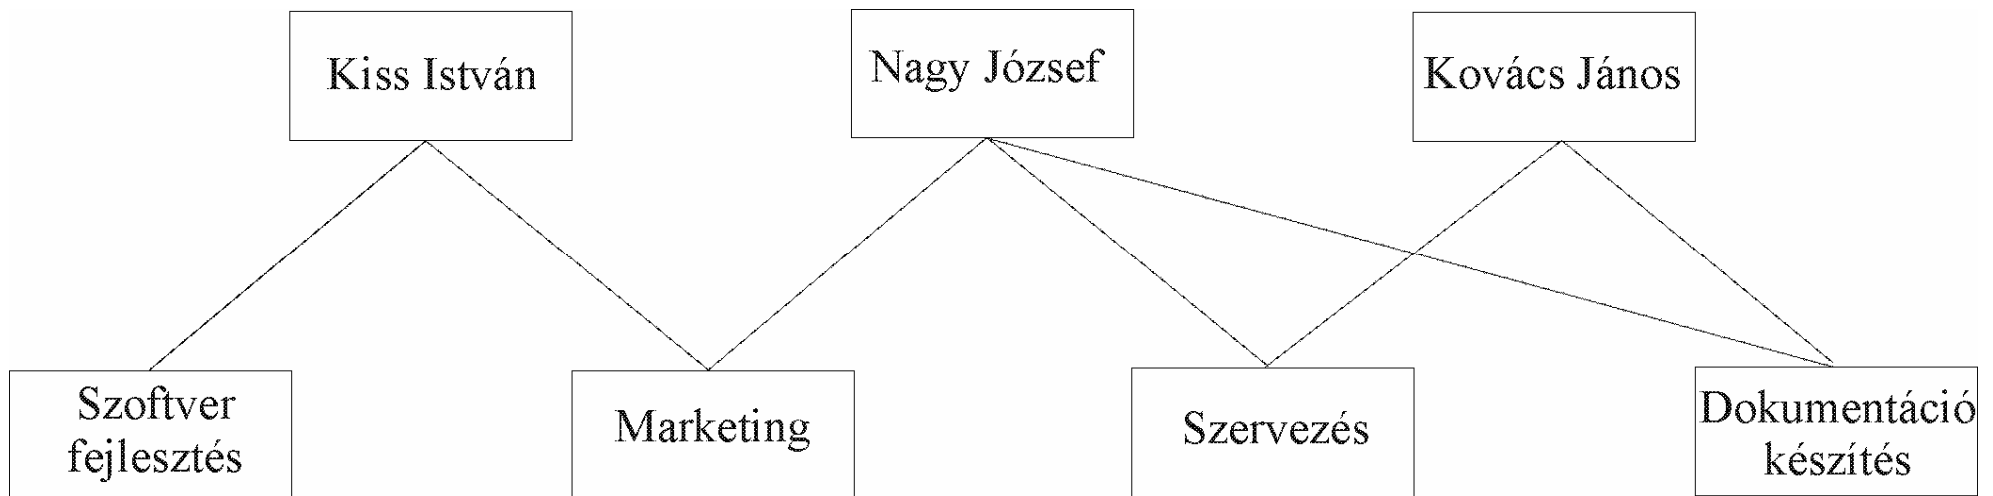 Kiss István
Nagy József
Kovács János
Szoftver
fejlesztés
Marketing
Szervezés
Dokumentáció
készítés